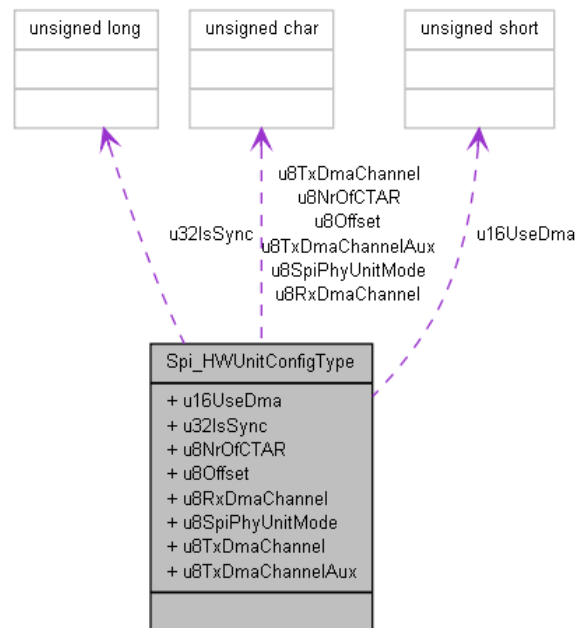 unsigned long
unsigned char
unsigned short
u8TxDmaChannel
u8NrOfCTAR
u8Offset
u32IsSync
u8TxDmaChannelAux
u16UseDma
u8SpiPhyUnitMode
u8RxDmaChannel
Spi_HWUnitConfigType
+ u16UseDma
+ u32IsSync
+ u8NrOfCTAR
+ u8Offset
+ u8RxDmaChannel
+ u8SpiPhyUnitMode
+ u8TxDmaChannel
+ u8TxDmaChannelAux